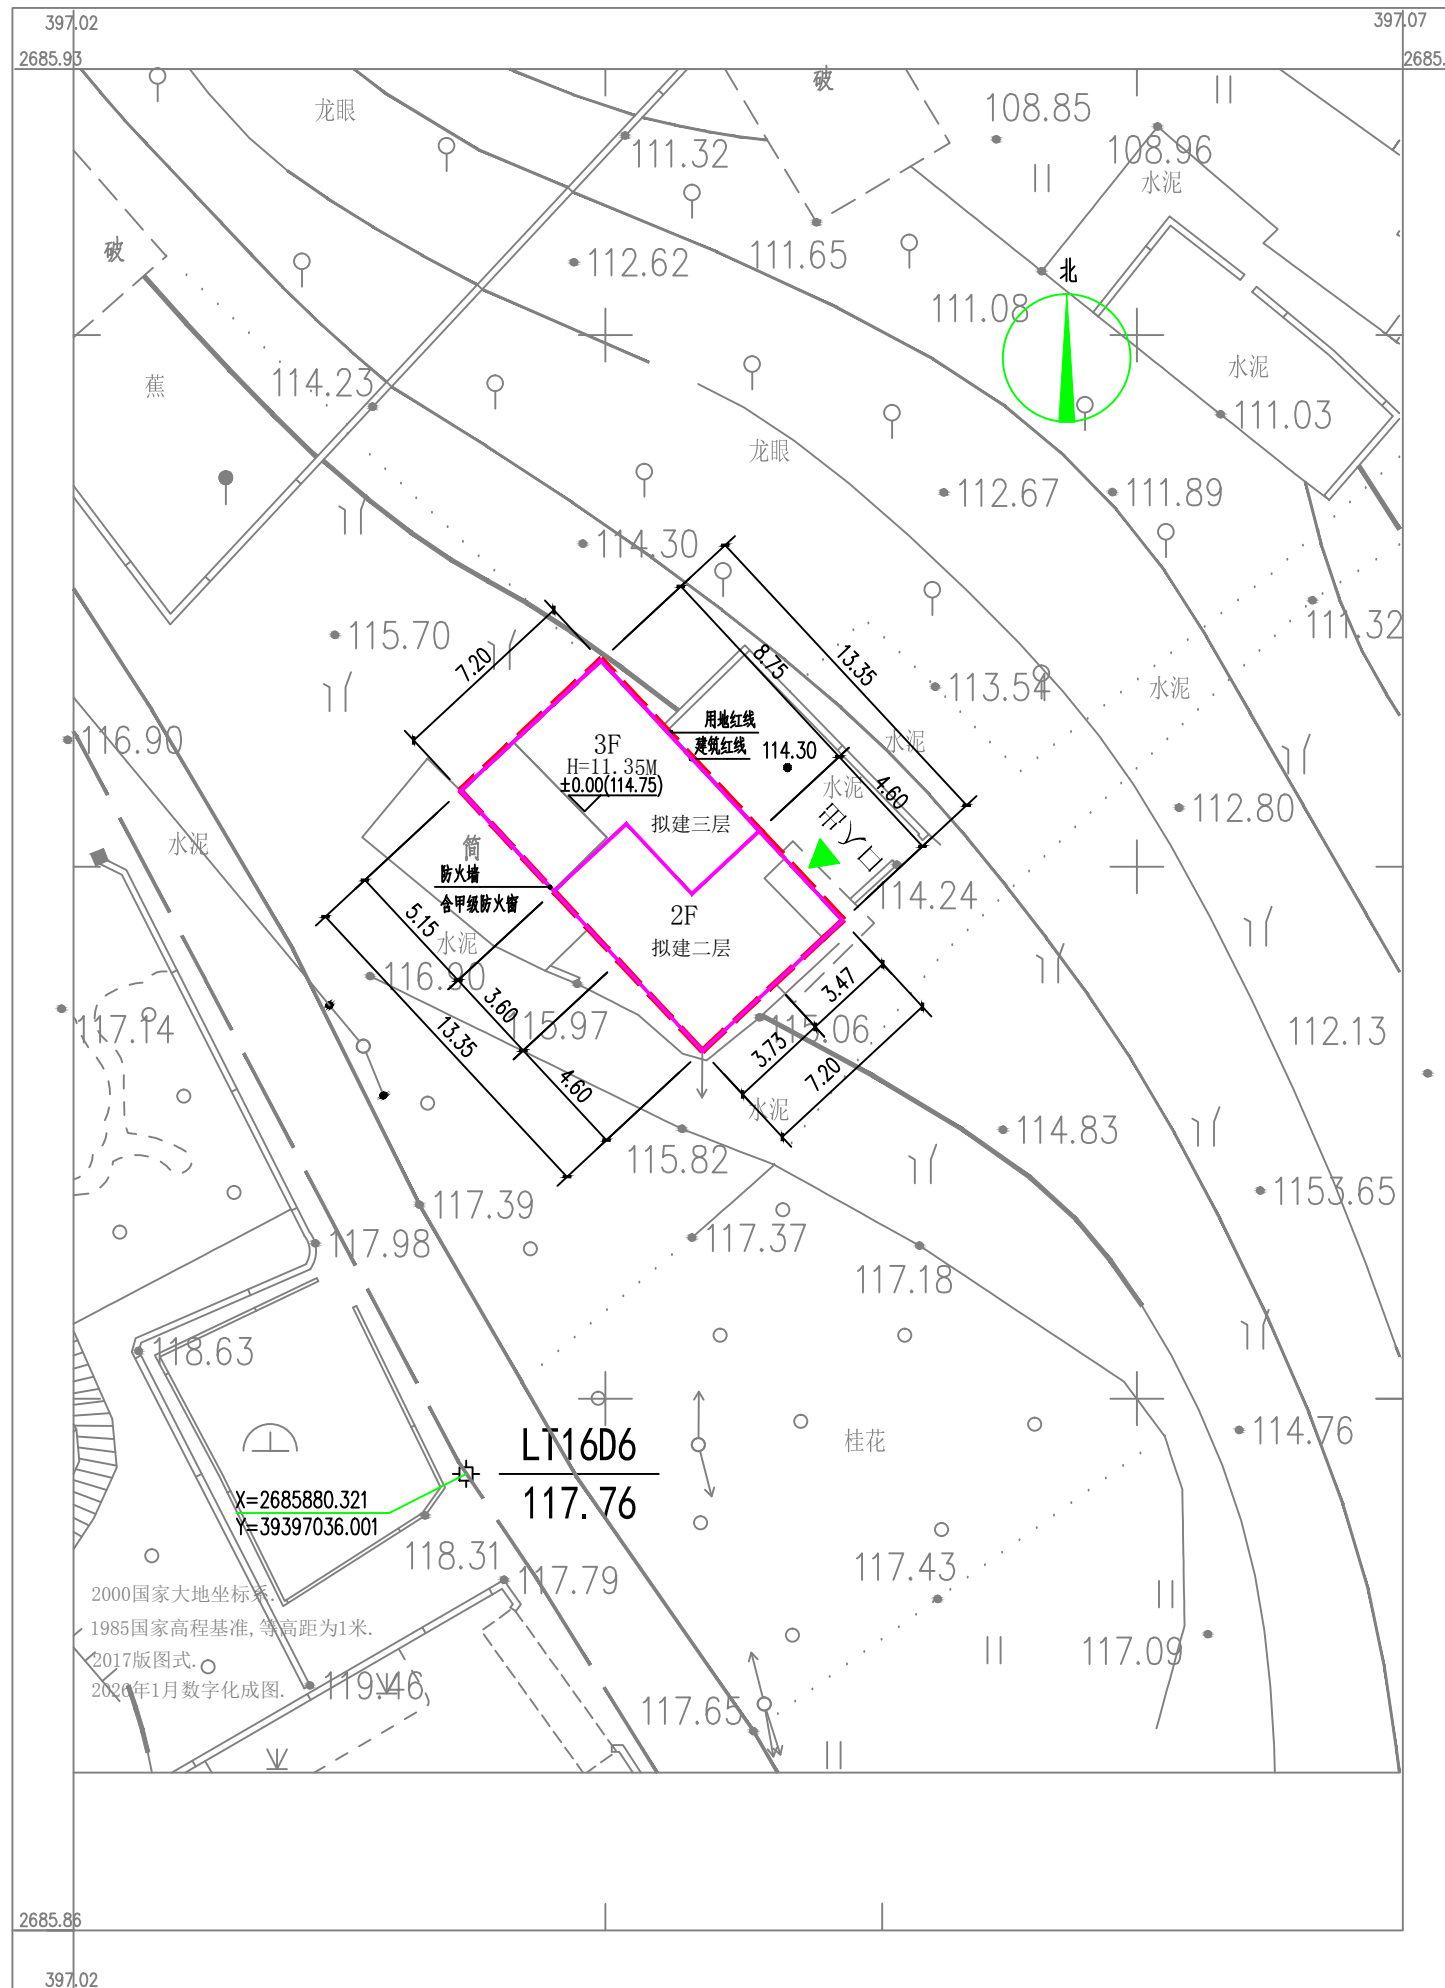 397.02
397.07
2685.93
2685.
破
龙眼
108.85
111.32
108.96
水泥
破
112.62
111.65
北
111.08
蕉
114.23
水泥
111.03
龙眼
112.67
111.89
114.30
111.32
115.70
7.20
8.75
13.35
113.54
水泥
116.90
用地红线
建筑红线
114.30
水泥
3F
H=11.35M
±0.00(114.75)
水泥
4.60
112.80
拟建三层
出入口
水泥
简
防火墙
含甲级防火窗
114.24
2F
拟建二层
5.15
水泥
116.90
3.47
3.60
115.97
115.06
117.14
13.35
3.73
7.20
112.13
4.60
水泥
114.83
115.82
1153.65
117.39
117.98
117.37
117.18
118.63
LT16D6
117.76
桂花
114.76
X=2685880.321
Y=39397036.001
118.31
117.79
117.43
2000国家大地坐标系.
1985国家高程基准,等高距为1米.
2017版图式.
2026年1月数字化成图.
117.09
119.46
117.65
2685.86
397.02